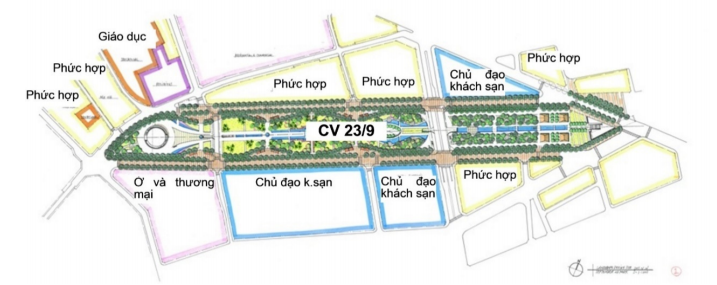 Giáo dục
Phức hợp
Phức hợp
Phức hợp
Phức hợp
Chủ đạo
khách sạn
Phức hợp
CV 23/9
Ở và thương
mại
Chủ đạo k.sạn
Chủ đạo
khách sạn
Phức hợp